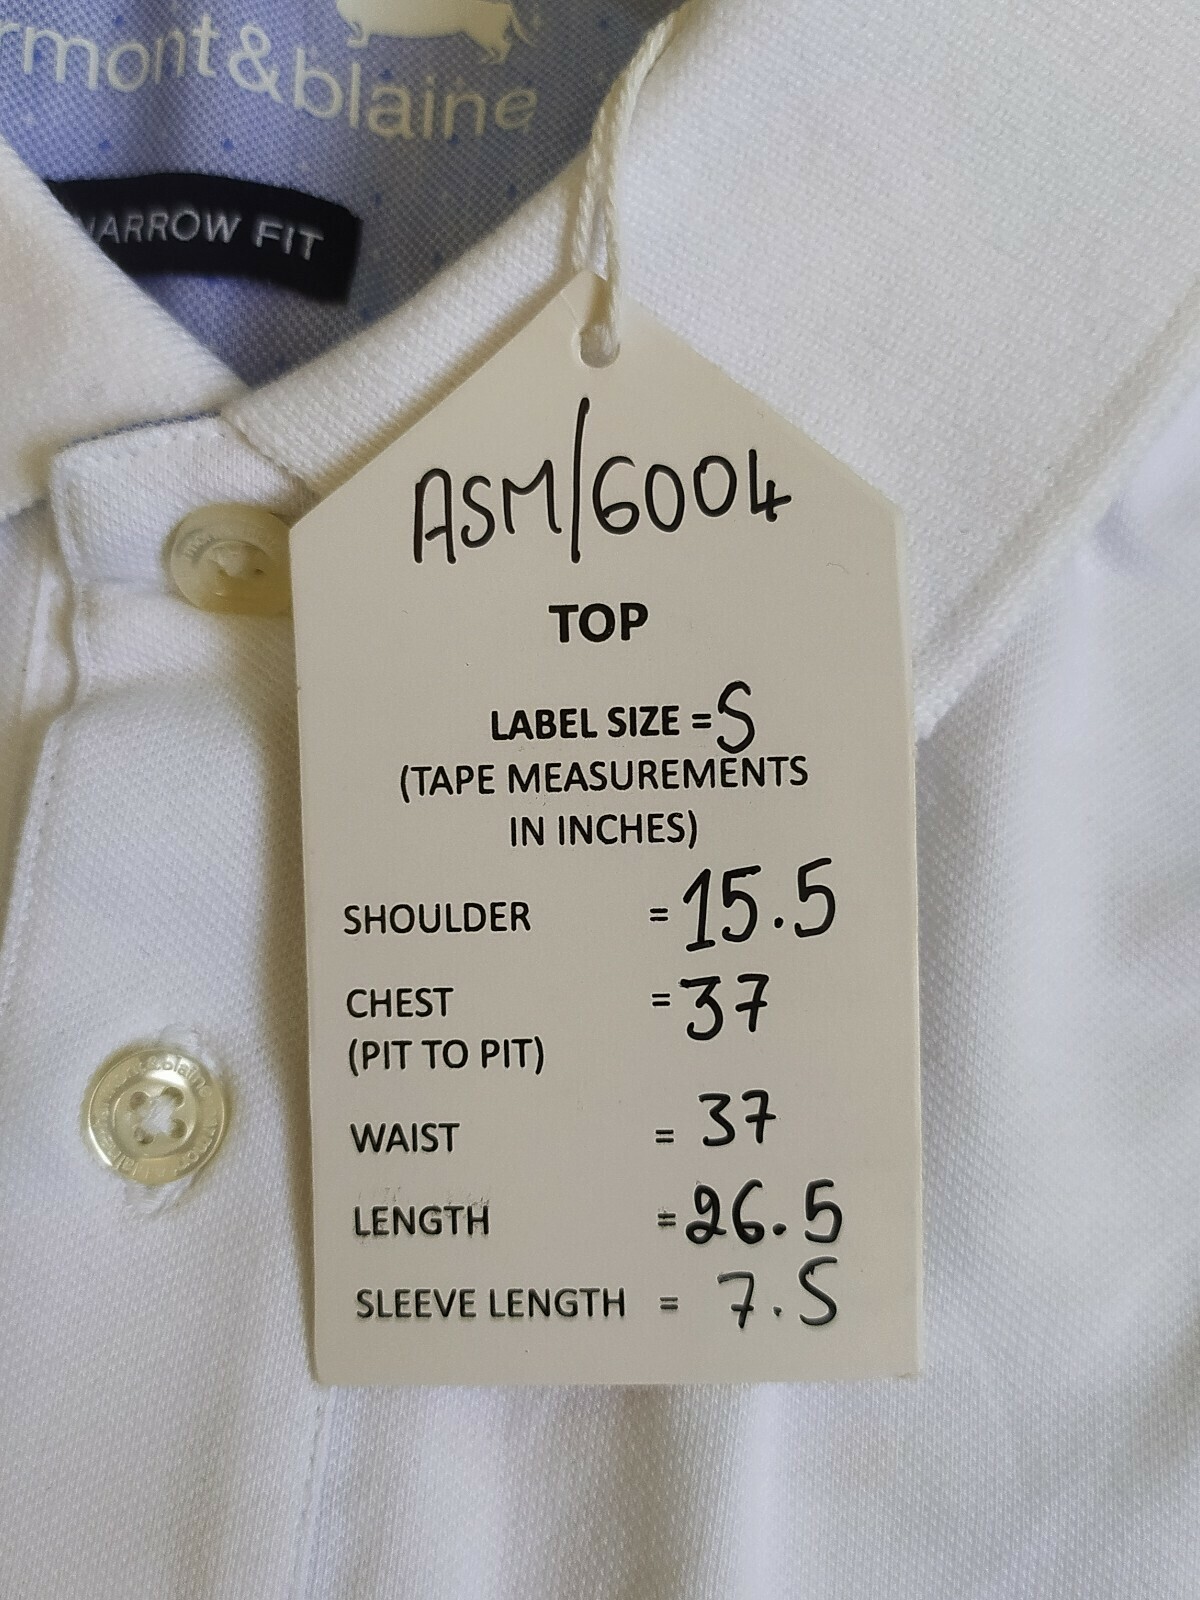 rmont&blaine
NARROW FIT
ASM/6004
TOP
LABEL SIZE = S
(TAPE MEASUREMENTS
IN INCHES)
SHOULDER = 15.5
CHEST = 37
(PIT TO PIT)
WAIST = 37
LENGTH = 26.5
SLEEVE LENGTH = 7.5